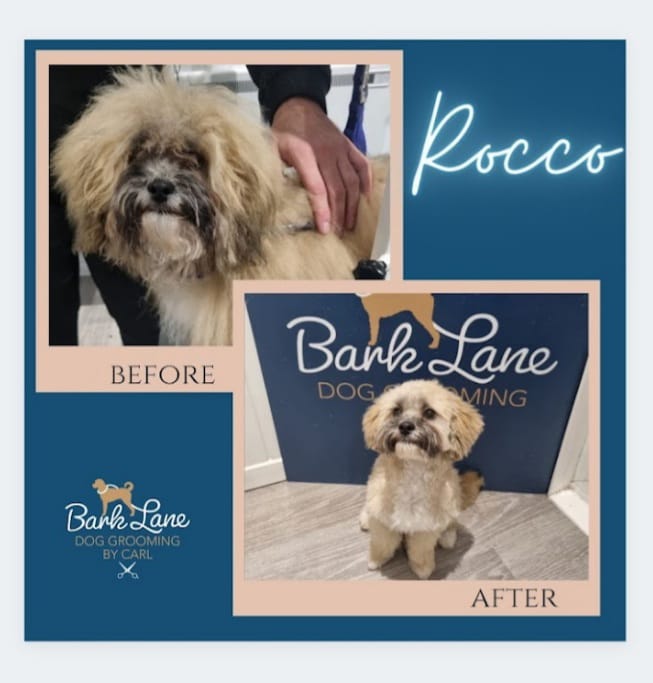 Rocco
BEFORE
Bark Lane
DOG GROOMING
AFTER
Bark Lane
DOG GROOMING
BY CARL